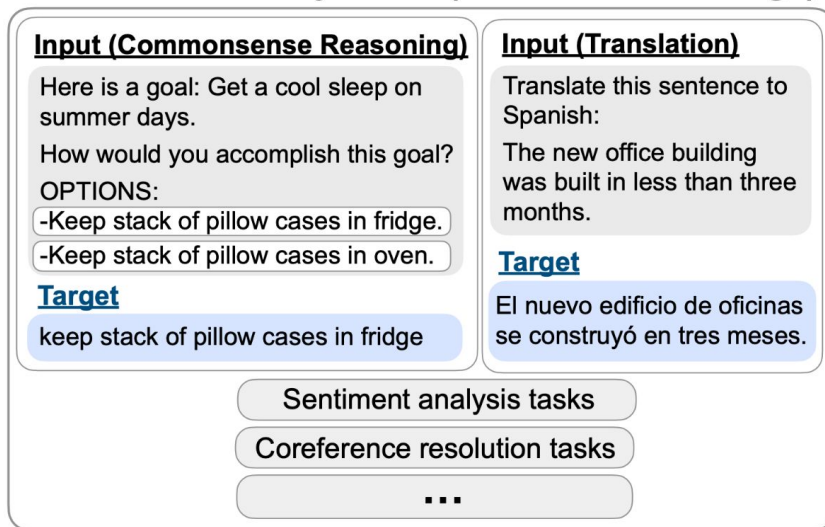 Input (Commonsense Reasoning)
Here is a goal: Get a cool sleep on
summer days.
How would you accomplish this goal?
OPTIONS:
-Keep stack of pillow cases in fridge.
-Keep stack of pillow cases in oven.
Target
keep stack of pillow cases in fridge
Input (Translation)
Translate this sentence to
Spanish:
The new office building
was built in less than three
months.
Target
El nuevo edificio de oficinas
se construyó en tres meses.
Sentiment analysis tasks
Coreference resolution tasks
...